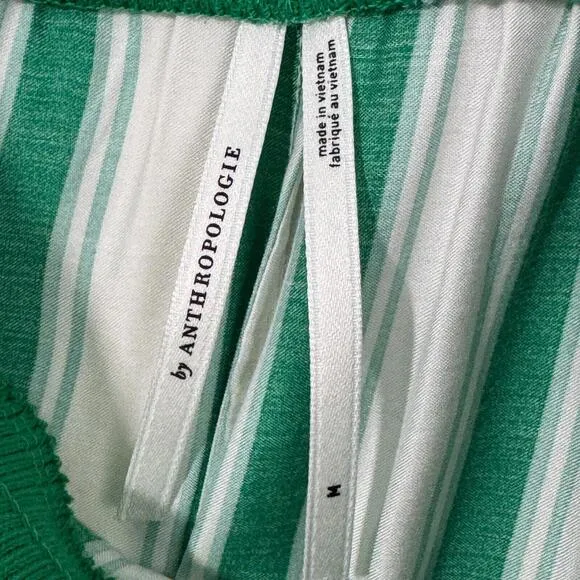 by ANTHROPOLOGIE
made in vietnam
fabriqué au vietnam
M